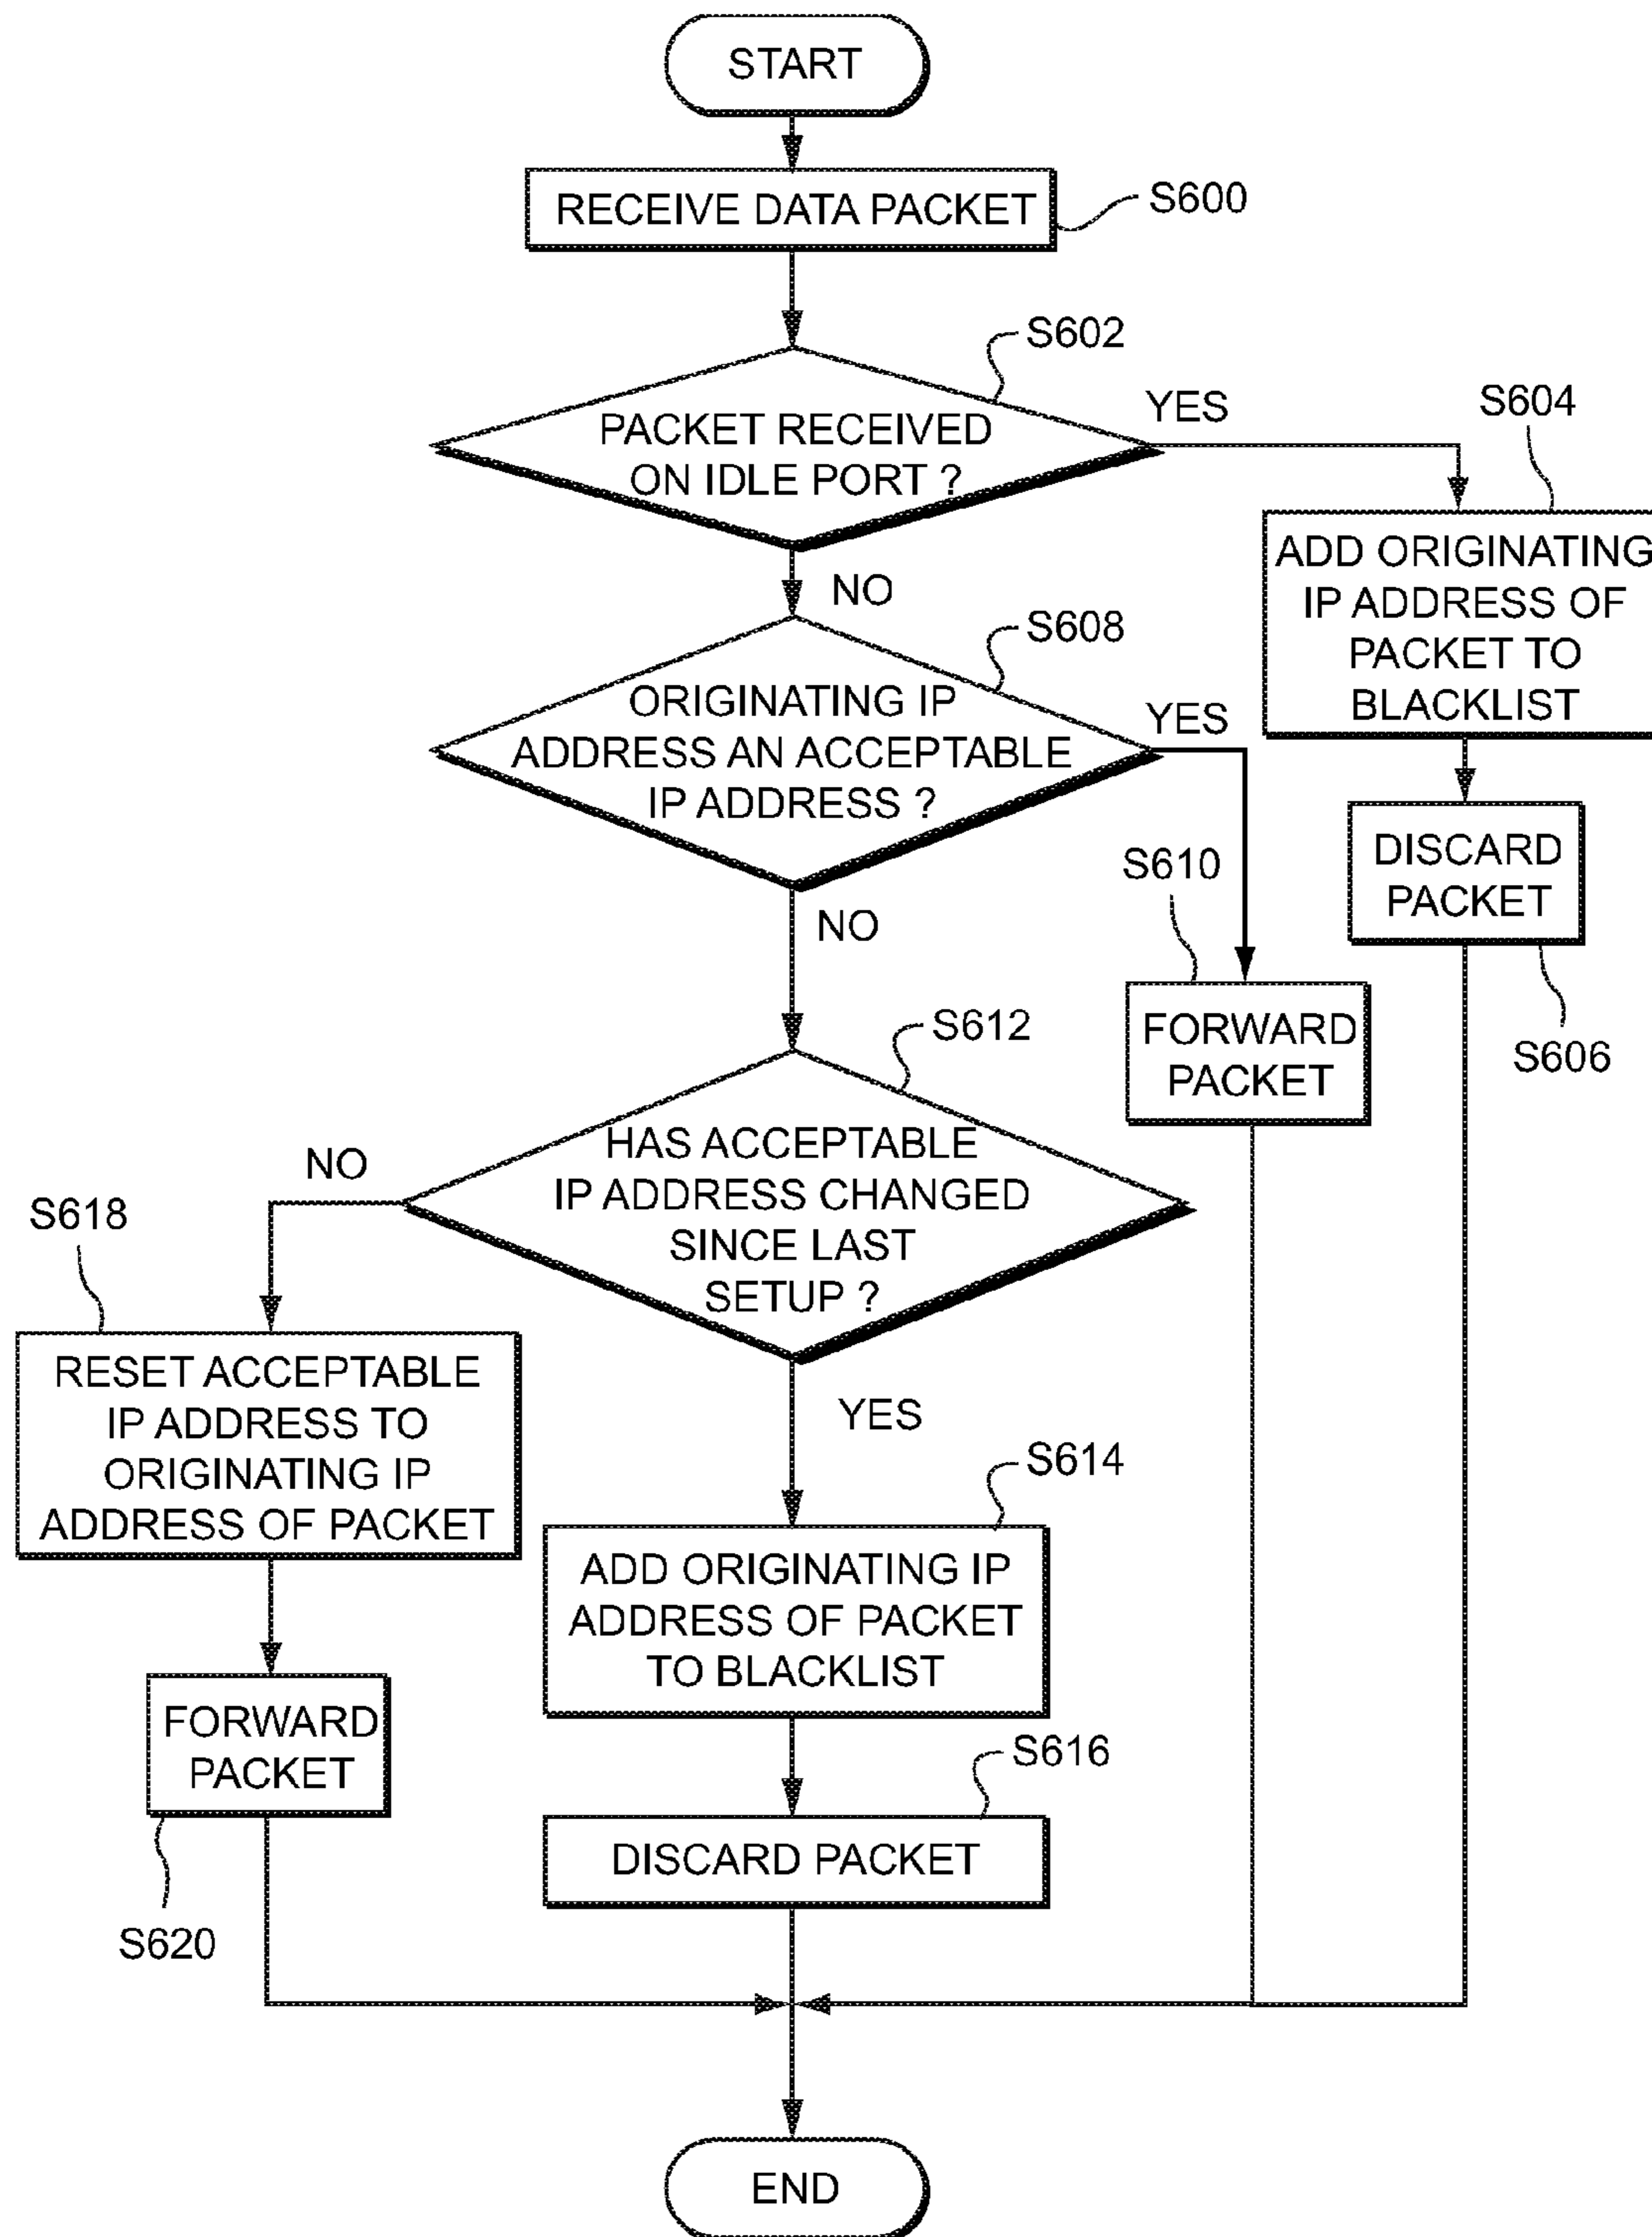 START
RECEIVE DATA PACKET
S600
S602
PACKET RECEIVED
ON IDLE PORT ?
YES
NO
S604
ADD ORIGINATING
IP ADDRESS OF
PACKET TO
BLACKLIST
DISCARD
PACKET
S606
S608
ORIGINATING IP
ADDRESS AN ACCEPTABLE
IP ADDRESS ?
YES
NO
S610
FORWARD
PACKET
S612
HAS ACCEPTABLE
IP ADDRESS CHANGED
SINCE LAST
SETUP ?
NO
YES
S618
RESET ACCEPTABLE
IP ADDRESS TO
ORIGINATING IP
ADDRESS OF PACKET
FORWARD
PACKET
S620
S614
ADD ORIGINATING IP
ADDRESS OF PACKET
TO BLACKLIST
S616
DISCARD PACKET
END